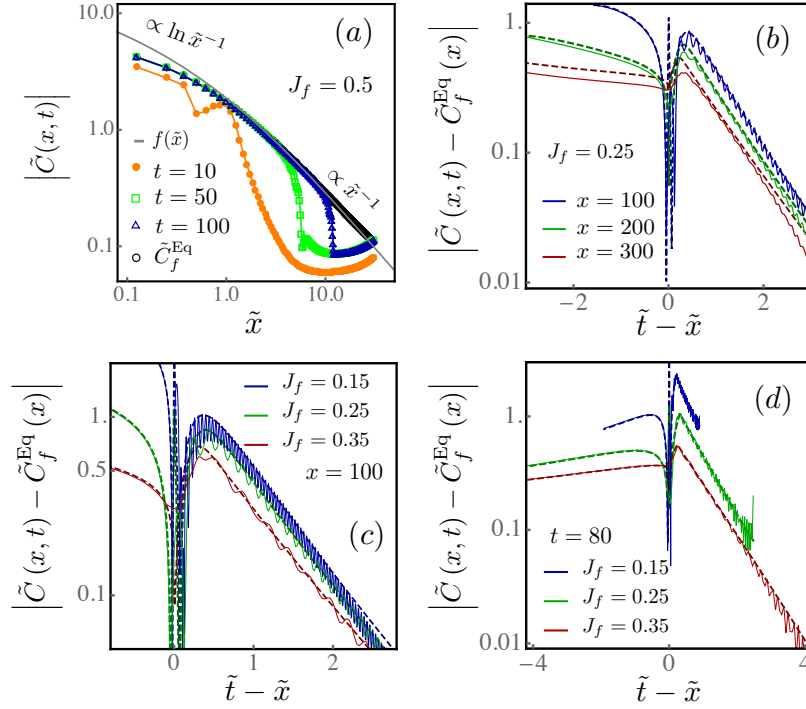 (a)
∝ ln x̃⁻¹
J_f = 0.5
f(x̃)
t = 10
t = 50
t = 100
C̃_f^Eq
∝ x̃⁻¹
5.0
1.0
0.1
0.1
1.0
10.0
x̃
|C̃(x, t)|
(b)
J_f = 0.25
x = 100
x = 200
x = 300
1.
0.1
0.01
−2
0
2
t̃ − x̃
|C̃(x, t) − C̃_f^Eq(x)|
J_f = 0.15
J_f = 0.25
J_f = 0.35
x = 100
(c)
1.
0.5
0.1
0
1
2
t̃ − x̃
|C̃(x, t) − C̃_f^Eq(x)|
(d)
t = 80
J_f = 0.15
J_f = 0.25
J_f = 0.35
1.
0.1
0.01
−4
0
4
t̃ − x̃
|C̃(x, t) − C̃_f^Eq(x)|